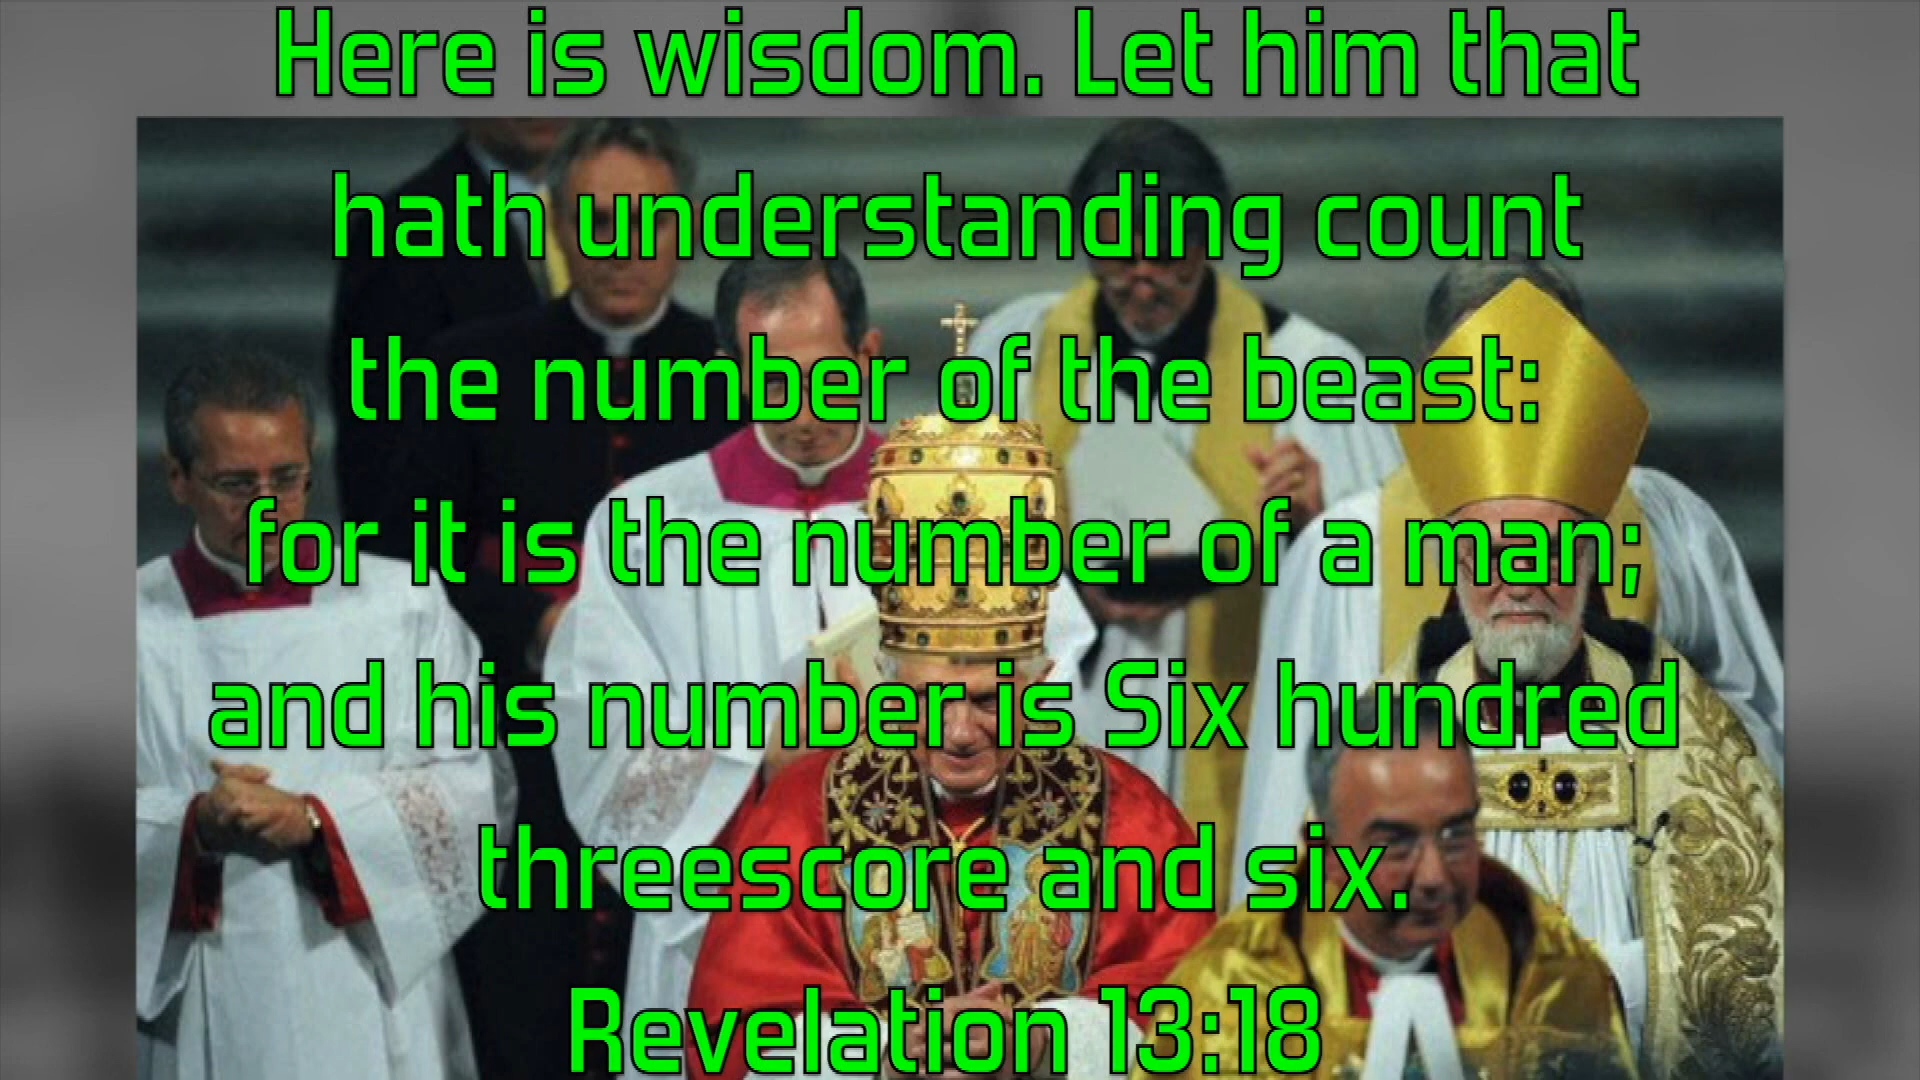 Here is wisdom. Let him that
hath understanding count
the number of the beast:
for it is the number of a man;
and his number is Six hundred
threescore and six.
Revelation 13:18